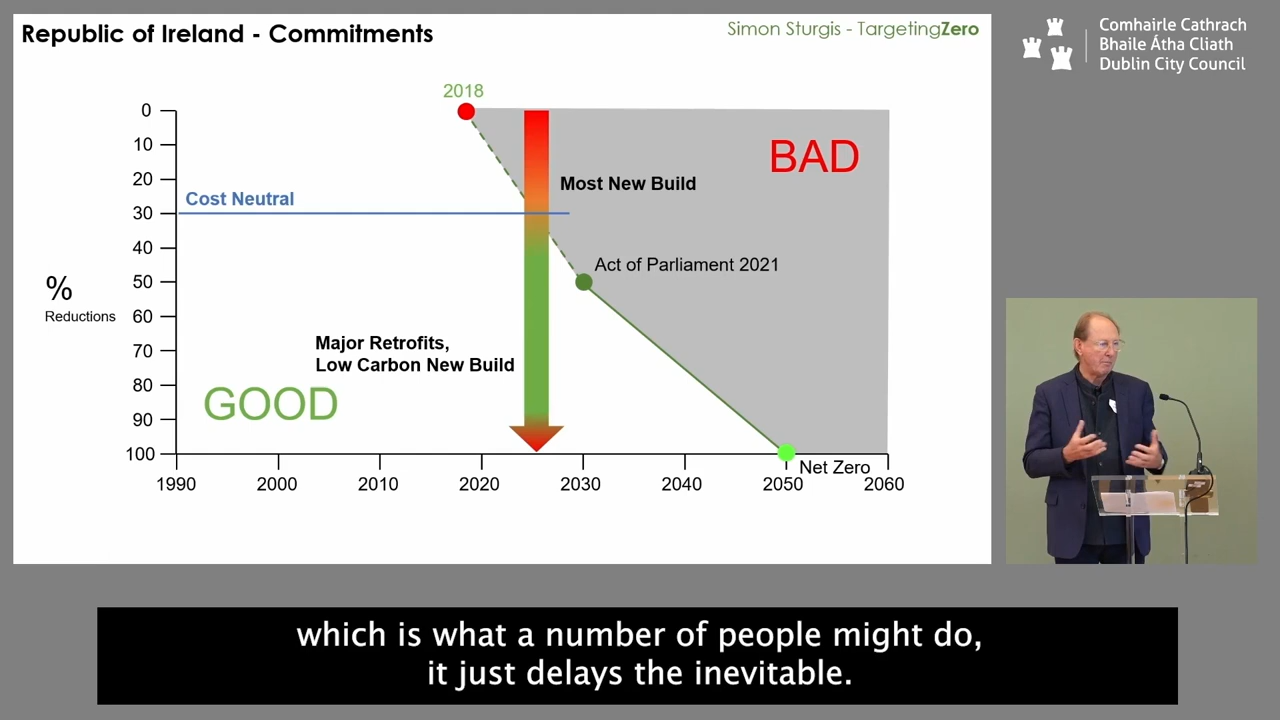 Republic of Ireland - Commitments
Simon Sturgis - TargetingZero
Comhairle Cathrach
Bhaile Átha Cliath
Dublin City Council
2018
0
10
20
30
40
50
60
70
80
90
100
%
Reductions
Cost Neutral
BAD
Most New Build
Act of Parliament 2021
Major Retrofits,
Low Carbon New Build
GOOD
Net Zero
1990
2000
2010
2020
2030
2040
2050
2060
which is what a number of people might do,
it just delays the inevitable.